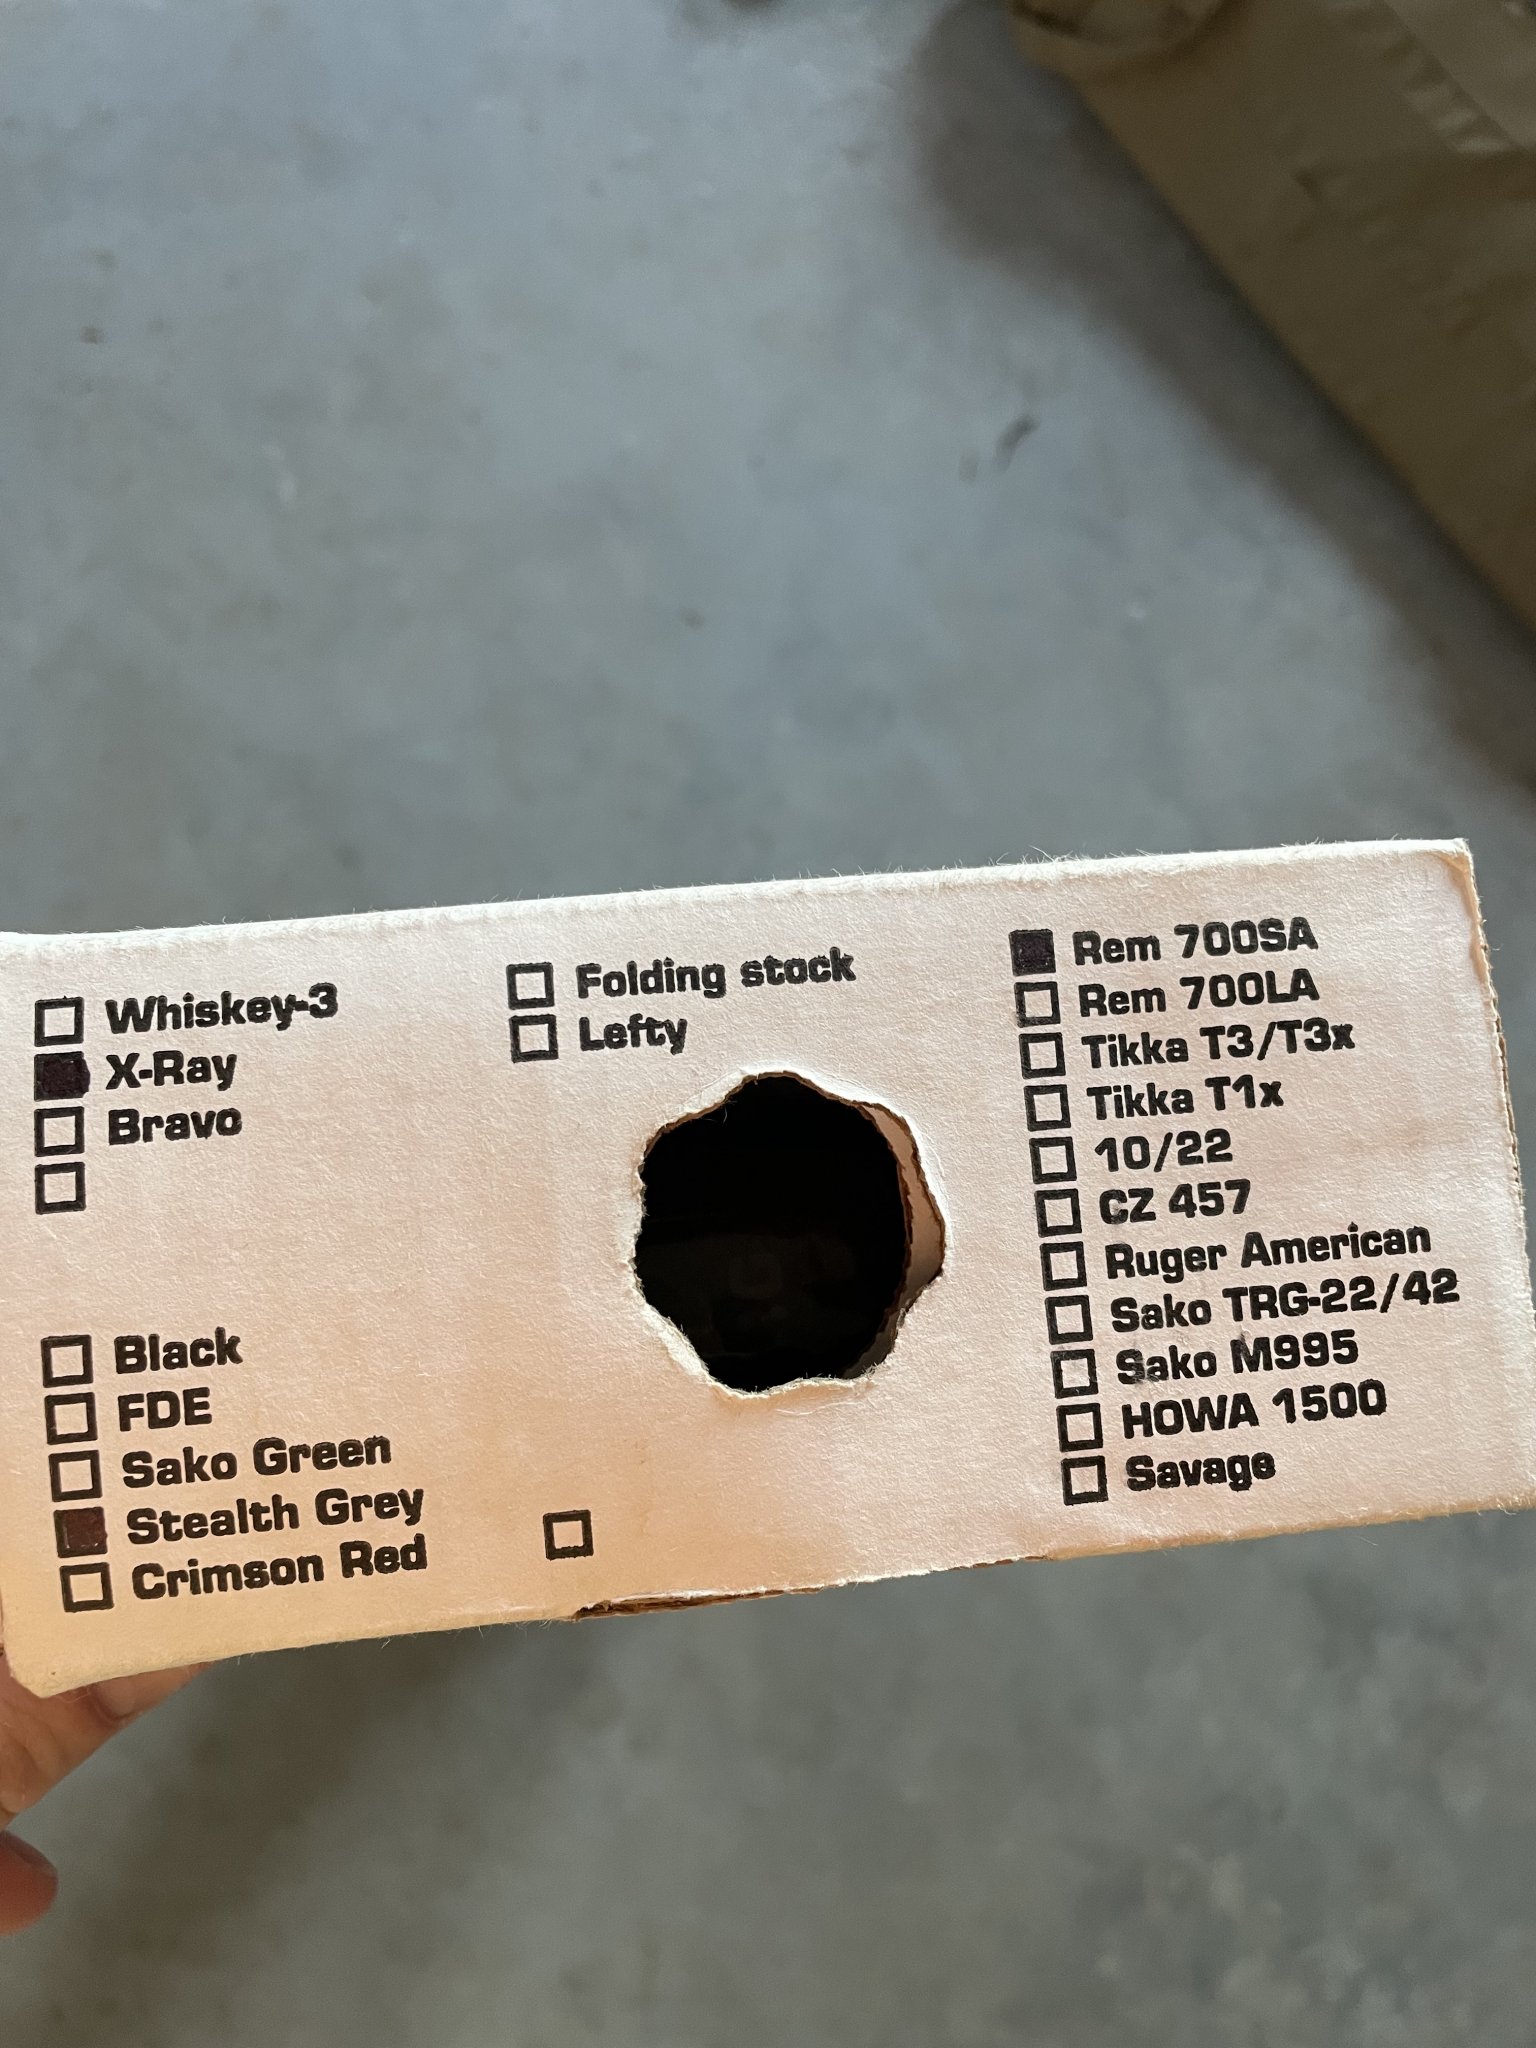 Whiskey-3
X-Ray
Bravo
Black
FDE
Sako Green
Stealth Grey
Crimson Red
Folding stock
Lefty
Rem 700SA
Rem 700LA
Tikka T3/T3x
Tikka T1x
10/22
CZ 457
Ruger American
Sako TRG-22/42
Sako M995
HOWA 1500
Savage